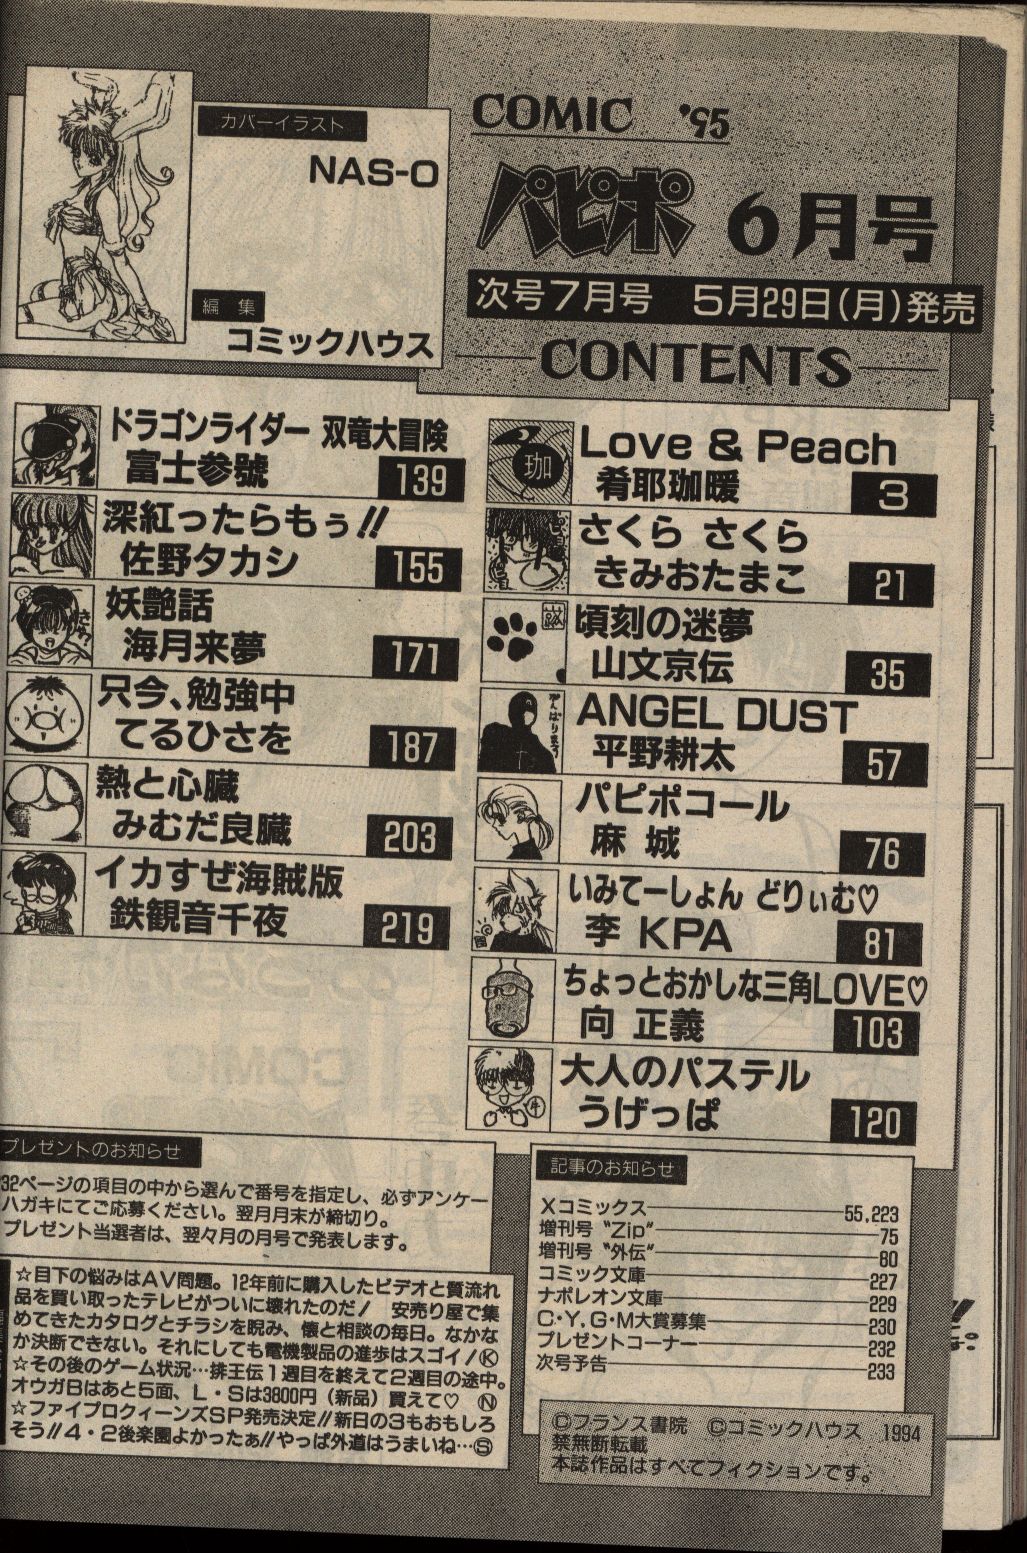 COMIC '95
パピポ 6月号
次号7月号 5月29日(月)発売
CONTENTS
カバーイラスト
NAS-O
編集
コミックハウス
Love & Peach
肴耶珈暖
3
さくら さくら
きみおたまこ
21
頃刻の迷夢
山文京伝
35
ANGEL DUST
平野耕太
57
パピポコール
麻 城
76
いみてーしょん どりぃむ♡
李 KPA
81
ちょっとおかしな三角LOVE♡
向 正義
103
大人のパステル
うげっぱ
120
ドラゴンライダー 双竜大冒険
富士参號
139
深紅ったらもぅ!!
佐野タカシ
155
妖艶話
海月来夢
171
只今、勉強中
てるひさを
187
熱と心臓
みむだ良臓
203
イカすぜ海賊版
鉄観音千夜
219
記事のお知らせ
Xコミックス 55,223
増刊号〝Zip〟 75
増刊号〝外伝〟 80
コミック文庫 227
ナポレオン文庫 229
C・Y,G・M大賞募集 230
プレゼントコーナー 232
次号予告 233
©フランス書院 ©コミックハウス 1994
禁無断転載
本誌作品はすべてフィクションです。
プレゼントのお知らせ
32ページの項目の中から選んで番号を指定し、必ずアンケー
ハガキにてご応募ください。翌月月末が締切り。
プレゼント当選者は、翌々月の月号で発表します。
☆目下の悩みはAV問題。12年前に購入したビデオと質流れ
品を買い取ったテレビがついに壊れたのだ! 安売り屋で集
めてきたカタログとチラシを睨み、懐と相談の毎日。なかな
か決断できない。それにしても電機製品の進歩はスゴイ!Ⓚ
☆その後のゲーム状況…排王伝1週目を終えて2週目の途中。
オウガBはあと5面、L・Sは3800円(新品)買えて♡ Ⓝ
☆ファイプロクィーンズSP発売決定!!新日の3もおもしろ
そう!!4・2後楽園よかったぁ!!やっぱ外道はうまいね…Ⓢ